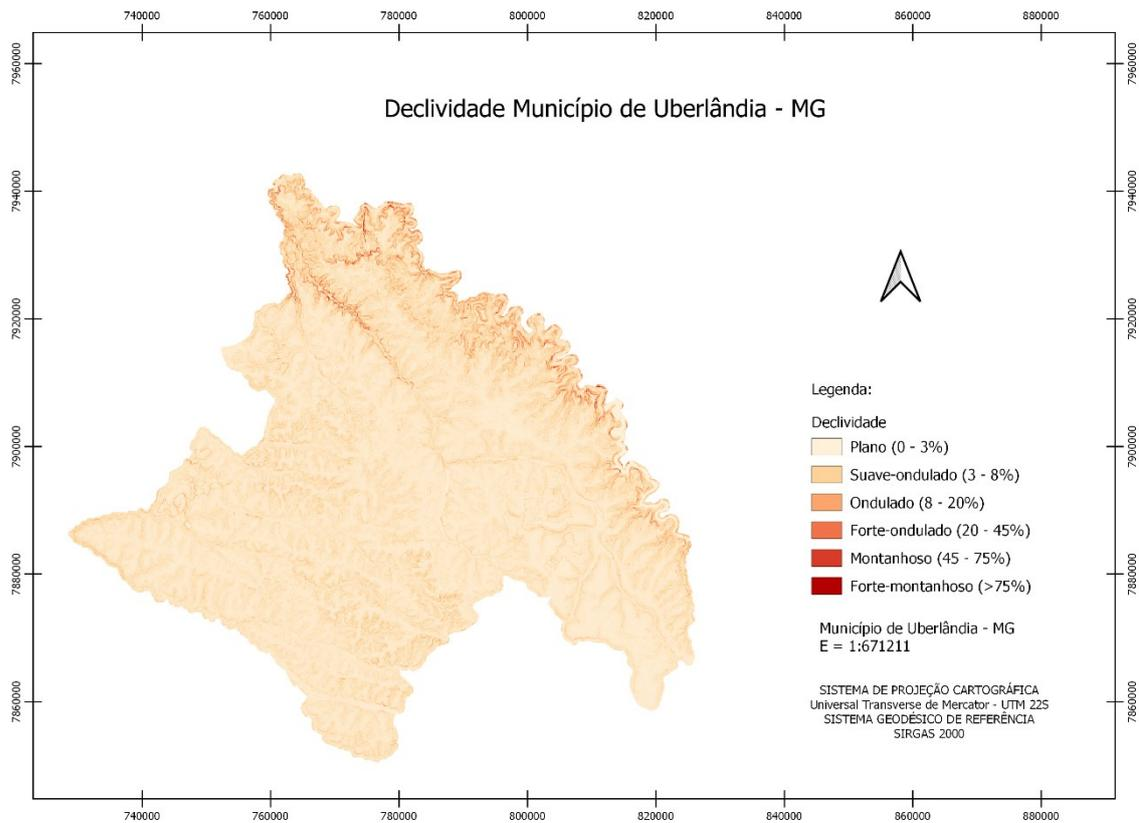 740000 760000 780000 800000 820000 840000 860000 880000
7960000 7960000
Declividade Município de Uberlândia - MG
7940000 7940000
7920000 7920000
Legenda:
Declividade
7900000 Plano (0 - 3%) 7900000
Suave-ondulado (3 - 8%)
Ondulado (8 - 20%)
Forte-ondulado (20 - 45%)
Montanhoso (45 - 75%)
7880000 7880000
Forte-montanhoso (>75%)
Município de Uberlândia - MG
E = 1:671211
SISTEMA DE PROJEÇÃO CARTOGRÁFICA
7860000 Universal Transverse de Mercator - UTM 22S 7860000
SISTEMA GEODÉSICO DE REFERÊNCIA
SIRGAS 2000
740000 760000 780000 800000 820000 840000 860000 880000